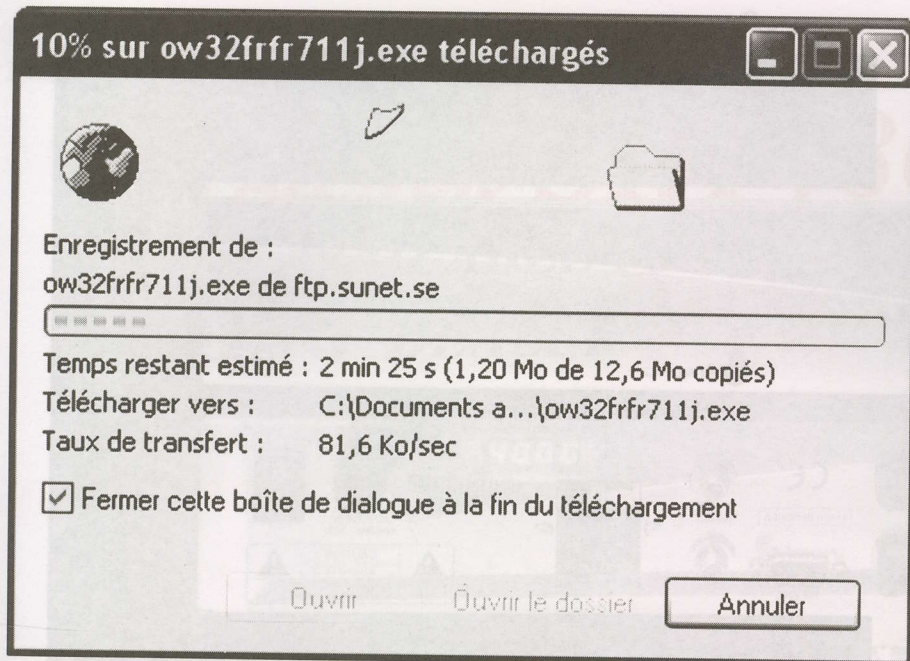 10% sur ow32frfr711j.exe téléchargés
Enregistrement de :
ow32frfr711j.exe de ftp.sunet.se
Temps restant estimé : 2 min 25 s (1,20 Mo de 12,6 Mo copiés)
Télécharger vers : C:\Documents a...\ow32frfr711j.exe
Taux de transfert : 81,6 Ko/sec
Fermer cette boîte de dialogue à la fin du téléchargement
Ouvrir Ouvrir le dossier Annuler